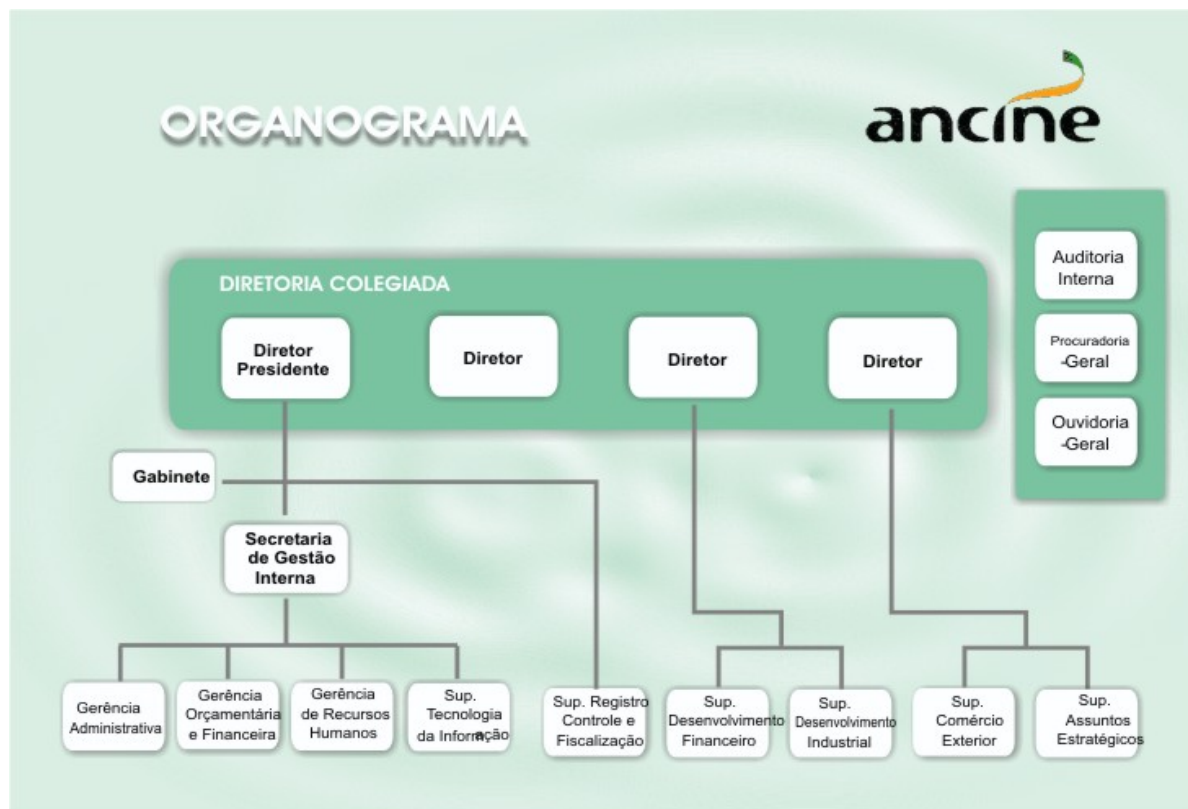 ORGANOGRAMA
ancine
DIRETORIA COLEGIADA
Diretor
Presidente
Diretor
Diretor
Diretor
Auditoria
Interna
Procuradoria
-Geral
Ouvidoria
-Geral
Gabinete
Secretaria
de Gestão
Interna
Gerência
Administrativa
Gerência
Orçamentária
e Financeira
Gerência
de Recursos
Humanos
Sup.
Tecnologia
da Informação
Sup. Registro
Controle e
Fiscalização
Sup.
Desenvolvimento
Financeiro
Sup.
Desenvolvimento
Industrial
Sup.
Comércio
Exterior
Sup.
Assuntos
Estratégicos